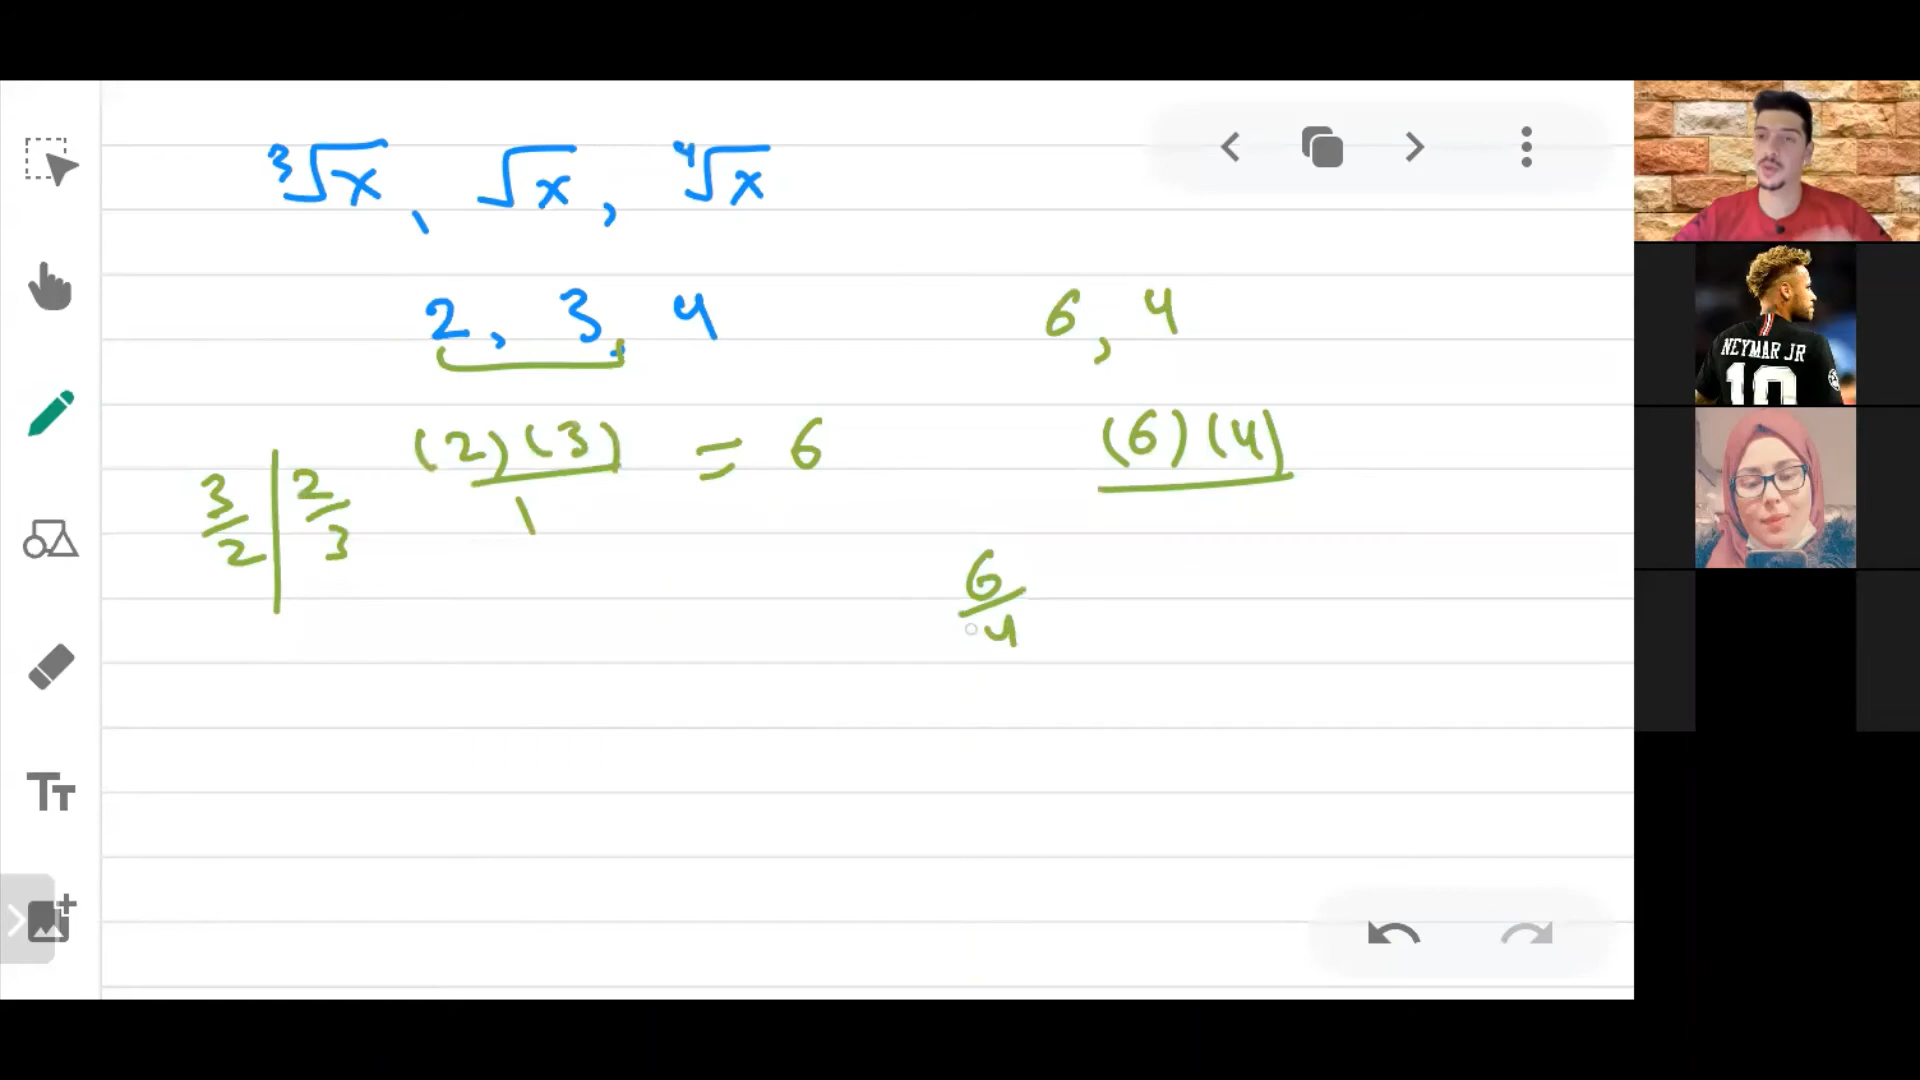 ∛x, √x, ∜x
2, 3, 4
6, 4
(2)(3)/1 = 6
(6)(4)
3/2 | 2/3
6/4
NEYMAR JR
10
TT